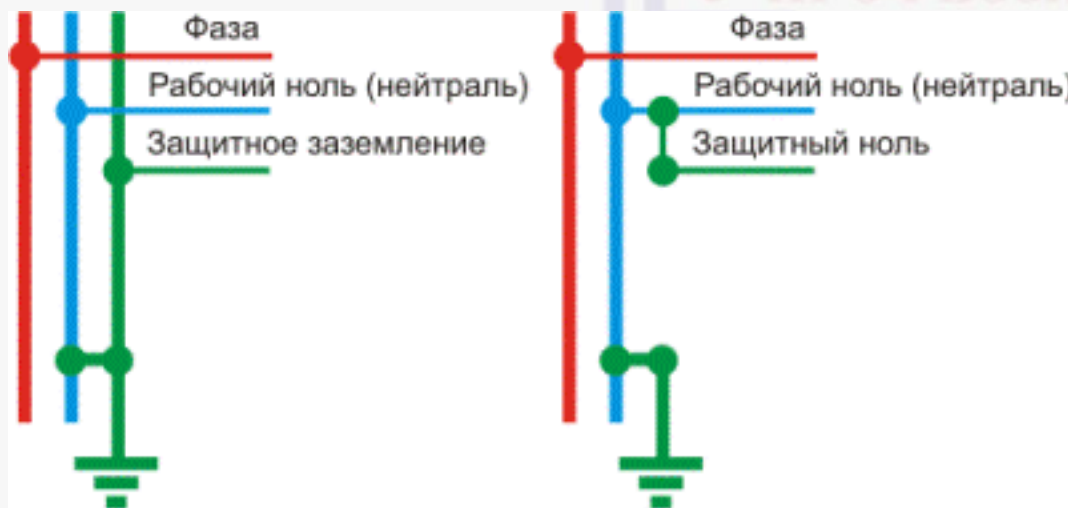 Фаза
Рабочий ноль (нейтраль)
Защитное заземление
Фаза
Рабочий ноль (нейтраль)
Защитный ноль